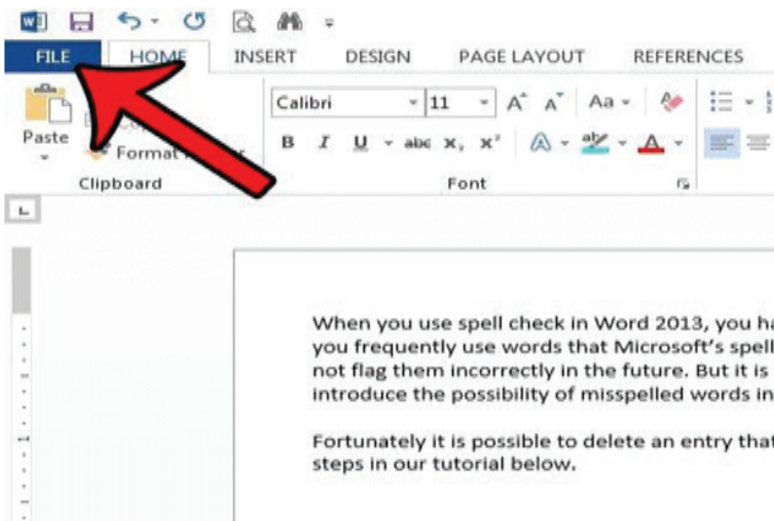 FILE HOME INSERT DESIGN PAGE LAYOUT REFERENCES
Calibri 11 Aa
Paste
B I U abc x₂ x² A ab A
Format
Clipboard Font
L
When you use spell check in Word 2013, you
you frequently use words that Microsoft's spell
not flag them incorrectly in the future. But it is
introduce the possibility of misspelled words in
Fortunately it is possible to delete an entry that
steps in our tutorial below.